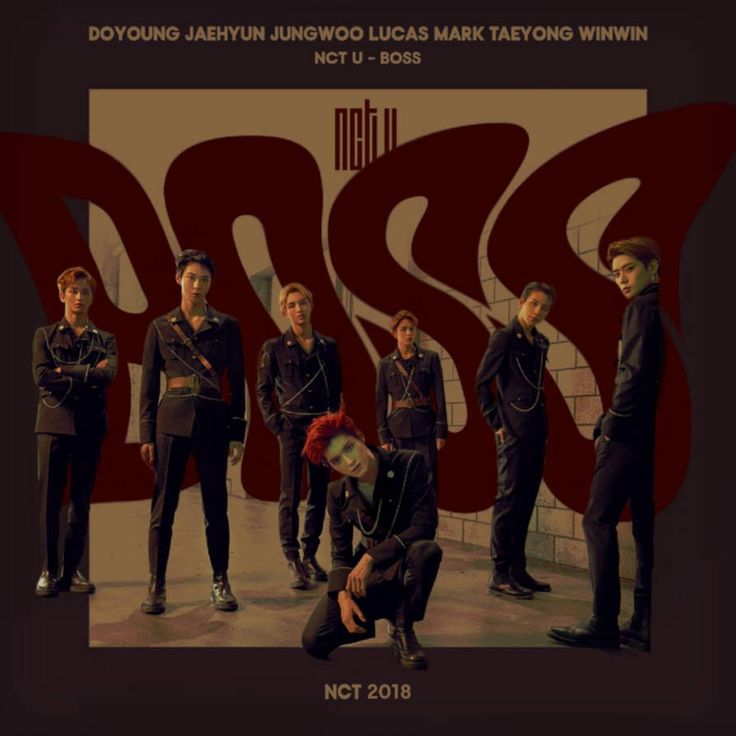 DOYOUNG JAEHYUN JUNGWOO LUCAS MARK TAEYONG WINWIN
NCT U - BOSS
nct u
BOSS
NCT 2018